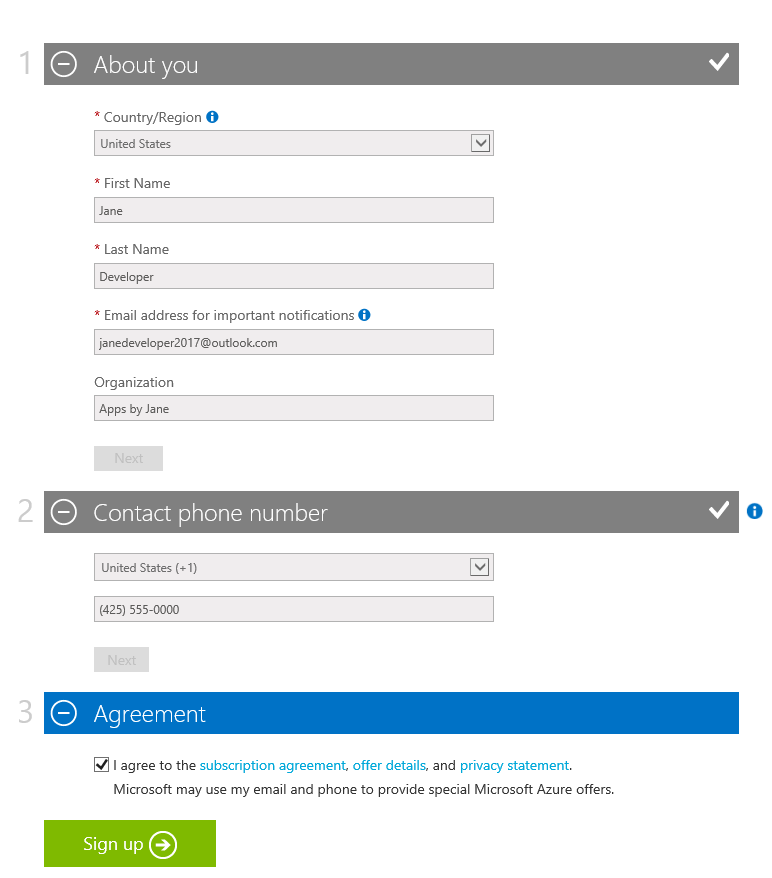 1 About you
* Country/Region
United States
* First Name
Jane
* Last Name
Developer
* Email address for important notifications
janedeveloper2017@outlook.com
Organization
Apps by Jane
Next
2 Contact phone number
United States (+1)
(425) 555-0000
Next
3 Agreement
I agree to the subscription agreement, offer details, and privacy statement.
Microsoft may use my email and phone to provide special Microsoft Azure offers.
Sign up